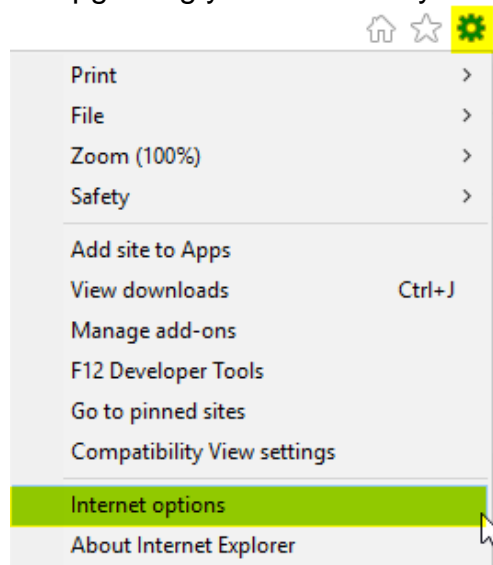 Print >
File >
Zoom (100%) >
Safety >
Add site to Apps
View downloads Ctrl+J
Manage add-ons
F12 Developer Tools
Go to pinned sites
Compatibility View settings
Internet options
About Internet Explorer